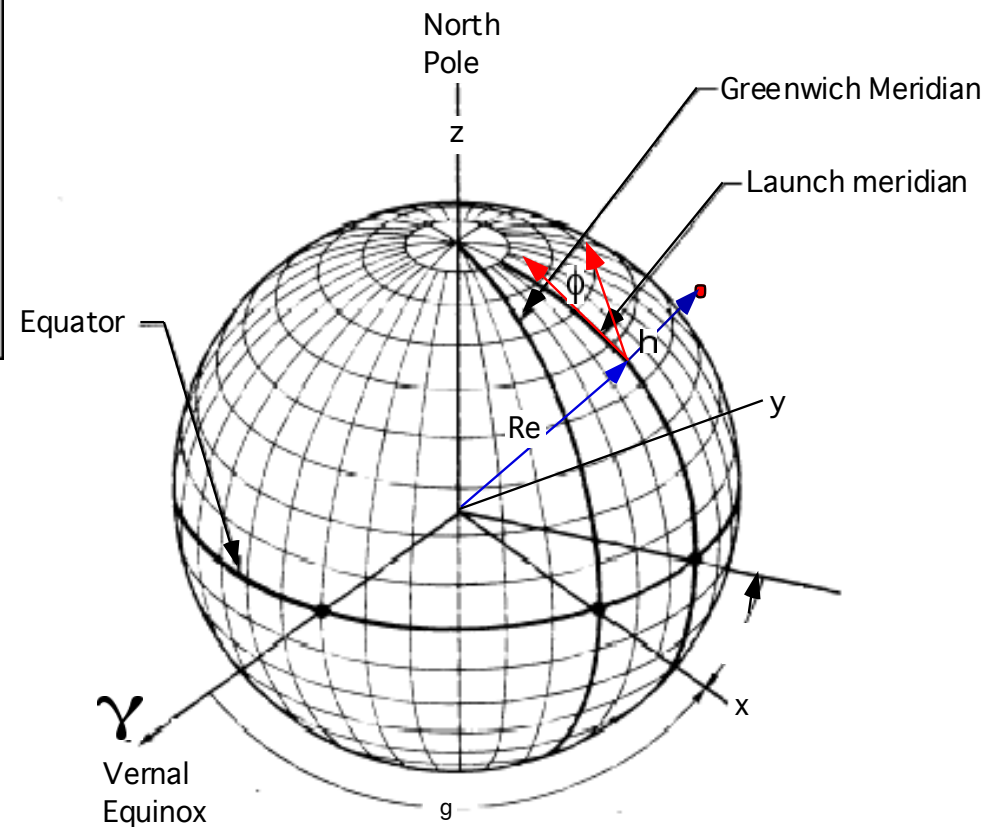 North
Pole
z
Greenwich Meridian
Launch meridian
ϕ
h
Equator
Re
y
x
γ
Vernal
Equinox
g